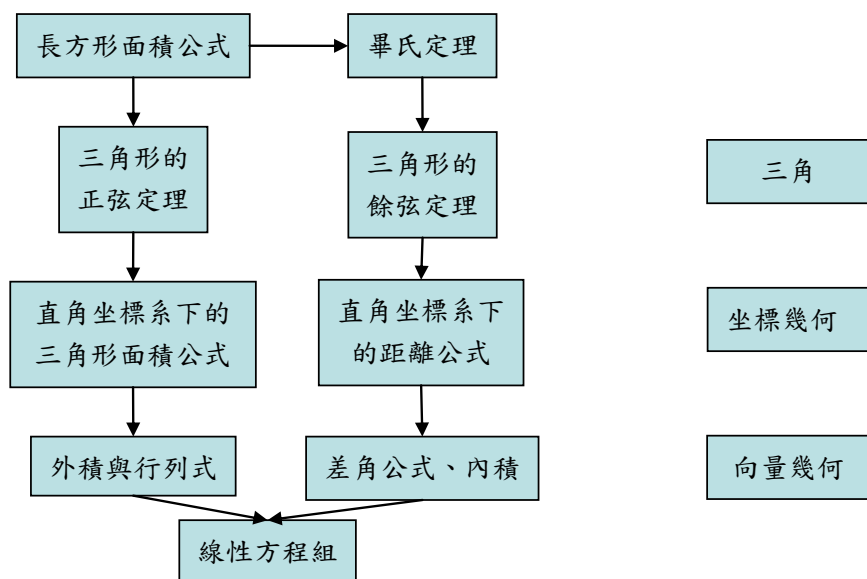 長方形面積公式
畢氏定理
三角形的
正弦定理
三角形的
餘弦定理
三角
直角坐標系下的
三角形面積公式
直角坐標系下
的距離公式
坐標幾何
外積與行列式
差角公式、內積
向量幾何
線性方程組